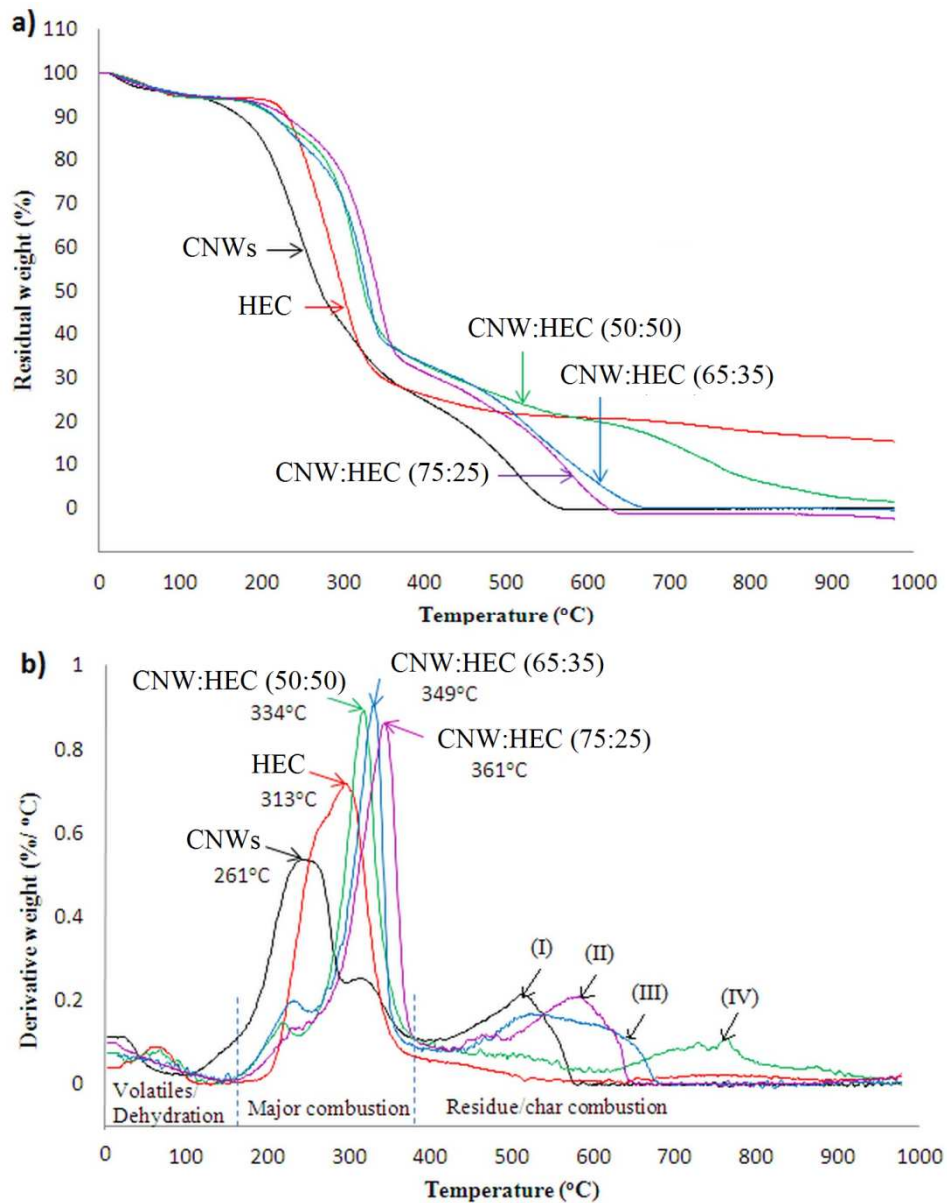 a)
110
100
90
80
70
60
50
40
30
20
10
0
Residual weight (%)
CNWs
HEC
CNW:HEC (50:50)
CNW:HEC (65:35)
CNW:HEC (75:25)
0 100 200 300 400 500 600 700 800 900 1000
Temperature (°C)
b)
1
0.8
0.6
0.4
0.2
0
Derivative weight (%/ °C)
CNW:HEC (65:35)
349°C
CNW:HEC (50:50)
334°C
CNW:HEC (75:25)
361°C
HEC
313°C
CNWs
261°C
(I)
(II)
(III)
(IV)
Volatiles/
Dehydration
Major combustion
Residue/char combustion
0 100 200 300 400 500 600 700 800 900 1000
Temperature (°C)